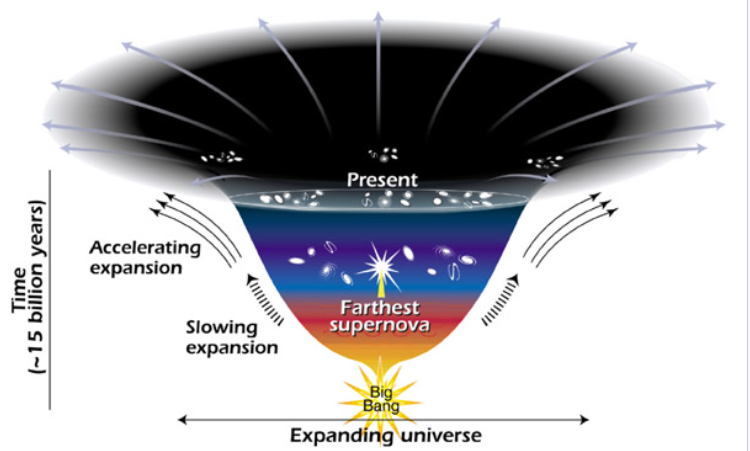 Present
Accelerating
expansion
Time
(~15 billion years)
Farthest
supernova
Slowing
expansion
Big
Bang
Expanding universe